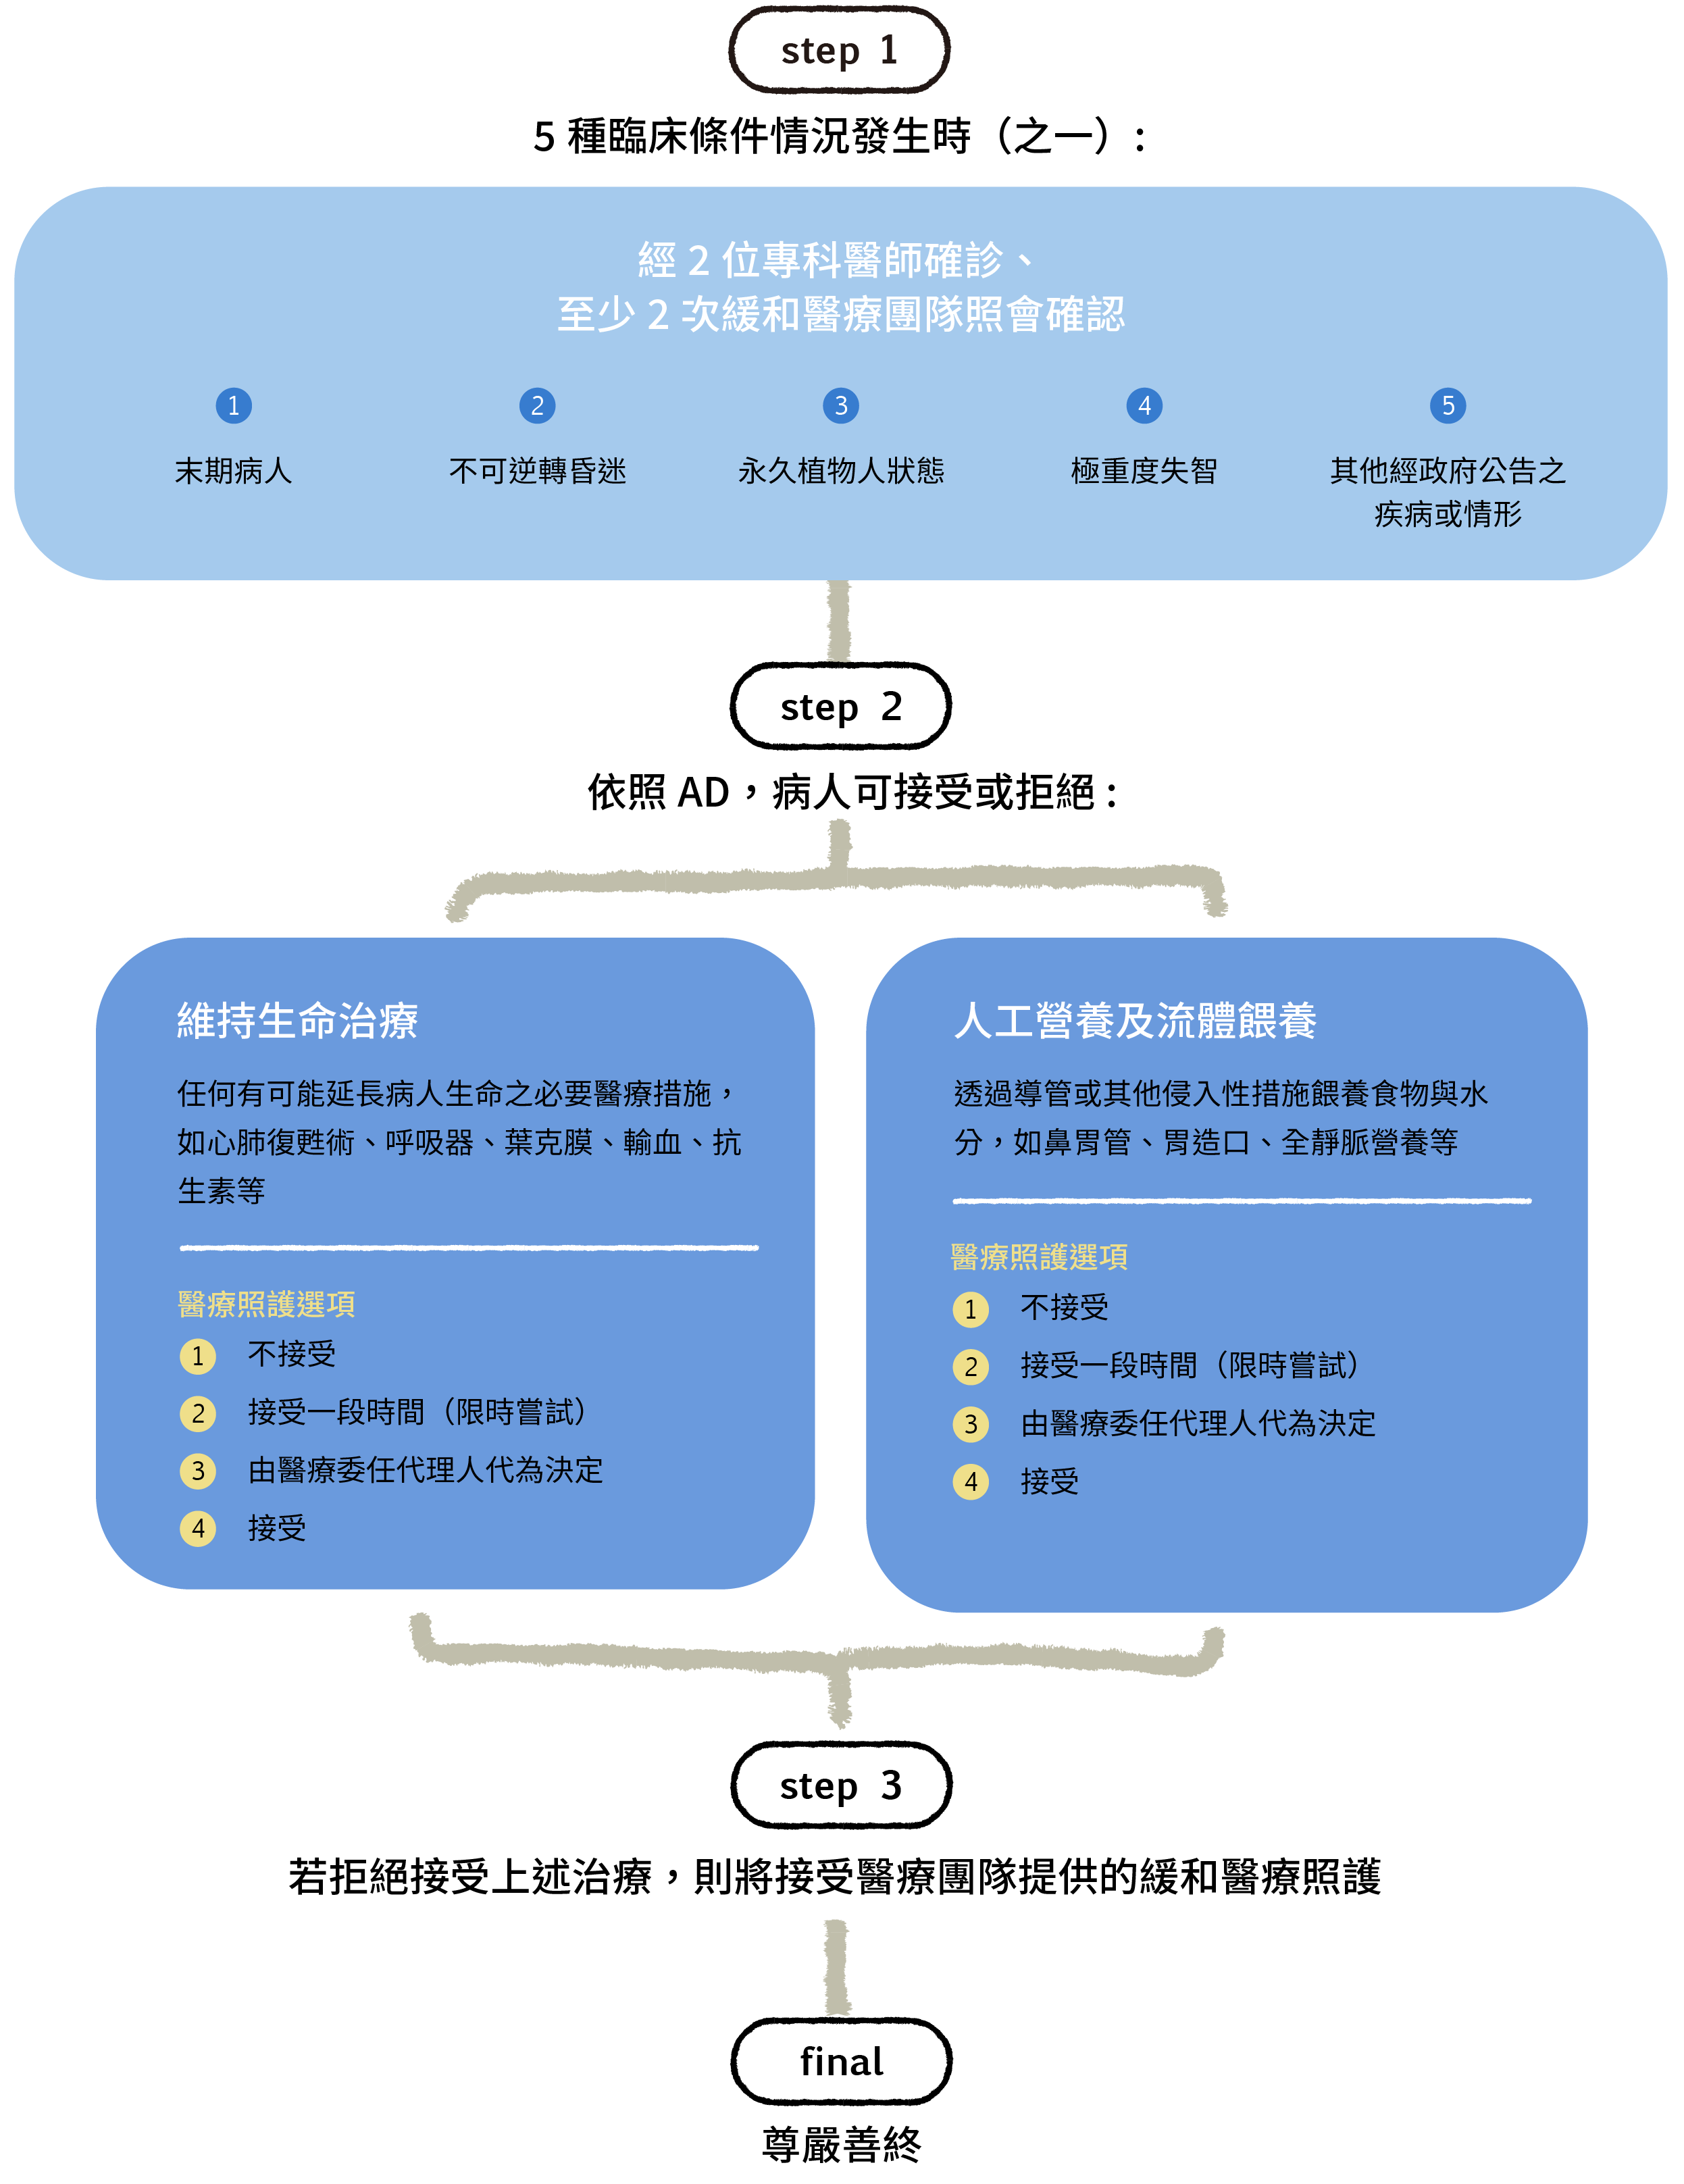 step 1
5 種臨床條件情況發生時（之一）:
經 2 位專科醫師確診、
至少 2 次緩和醫療團隊照會確認
1
末期病人
2
不可逆轉昏迷
3
永久植物人狀態
4
極重度失智
5
其他經政府公告之
疾病或情形
step 2
依照 AD，病人可接受或拒絕 :
維持生命治療
任何有可能延長病人生命之必要醫療措施，
如心肺復甦術、呼吸器、葉克膜、輸血、抗
生素等
醫療照護選項
1 不接受
2 接受一段時間（限時嘗試）
3 由醫療委任代理人代為決定
4 接受
人工營養及流體餵養
透過導管或其他侵入性措施餵養食物與水
分，如鼻胃管、胃造口、全靜脈營養等
醫療照護選項
1 不接受
2 接受一段時間（限時嘗試）
3 由醫療委任代理人代為決定
4 接受
step 3
若拒絕接受上述治療，則將接受醫療團隊提供的緩和醫療照護
final
尊嚴善終